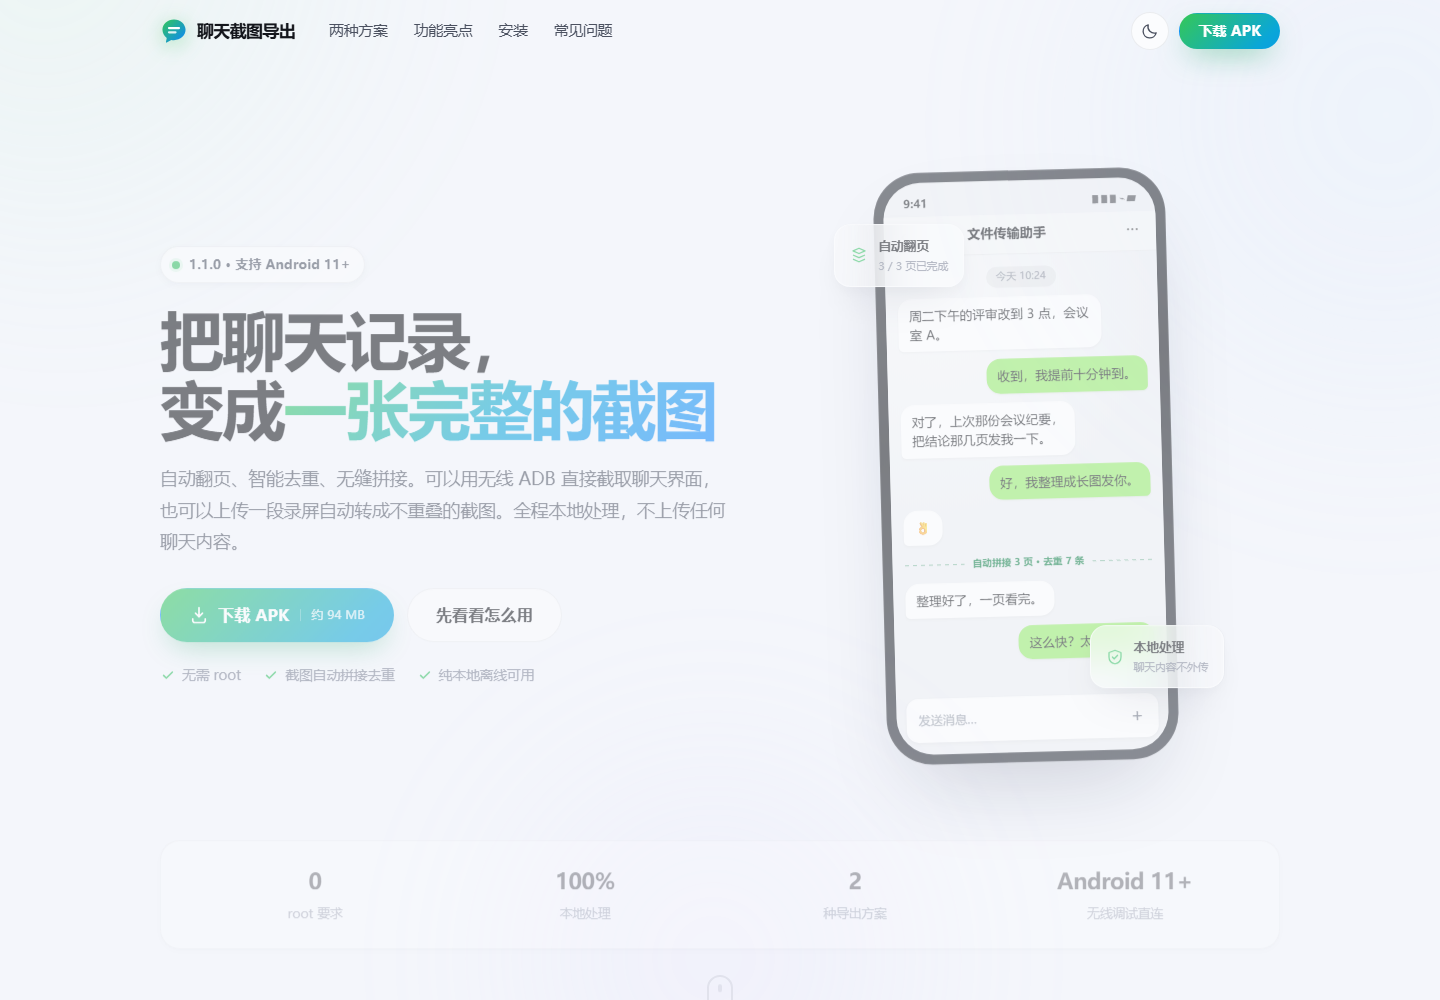 聊天截图导出
两种方案
功能亮点
安装
常见问题
下载 APK
1.1.0 • 支持 Android 11+
把聊天记录，
变成一张完整的截图
自动翻页、智能去重、无缝拼接。可以用无线 ADB 直接截取聊天界面，
也可以上传一段录屏自动转成不重叠的截图。全程本地处理，不上传任何
聊天内容。
下载 APK
约 94 MB
先看看怎么用
无需 root
截图自动拼接去重
纯本地离线可用
9:41
文件传输助手
···
自动翻页
3 / 3 页已完成
今天 10:24
周二下午的评审改到 3 点，会议
室 A。
收到，我提前十分钟到。
对了，上次那份会议纪要，
把结论那几页发我一下。
好，我整理成长图发你。
自动拼接 3 页 • 去重 7 条
整理好了，一页看完。
这么快？
本地处理
聊天内容不外传
发送消息...
+
0
root 要求
100%
本地处理
2
种导出方案
Android 11+
无线调试直连